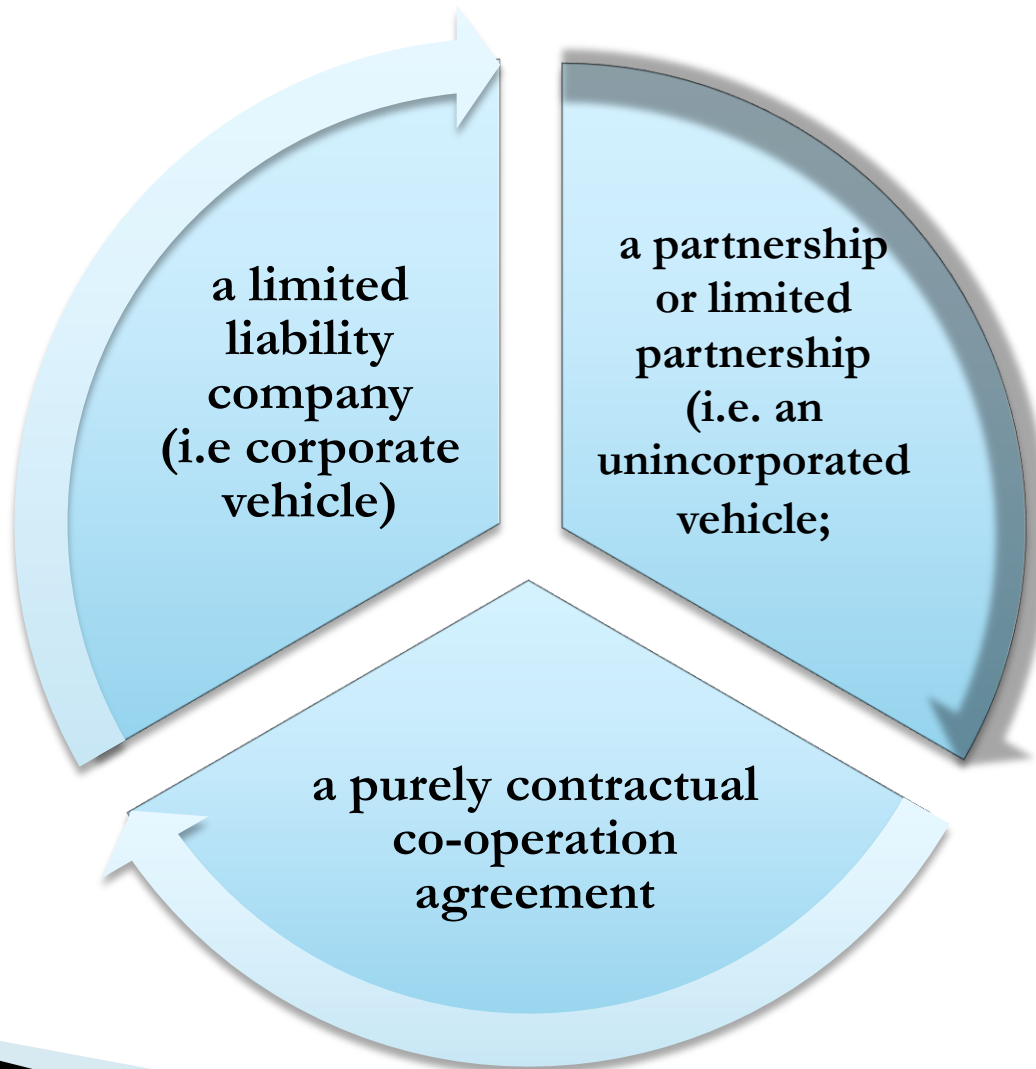 a limited
liability
company
(i.e corporate
vehicle)
a partnership
or limited
partnership
(i.e. an
unincorporated
vehicle;
a purely contractual
co-operation
agreement